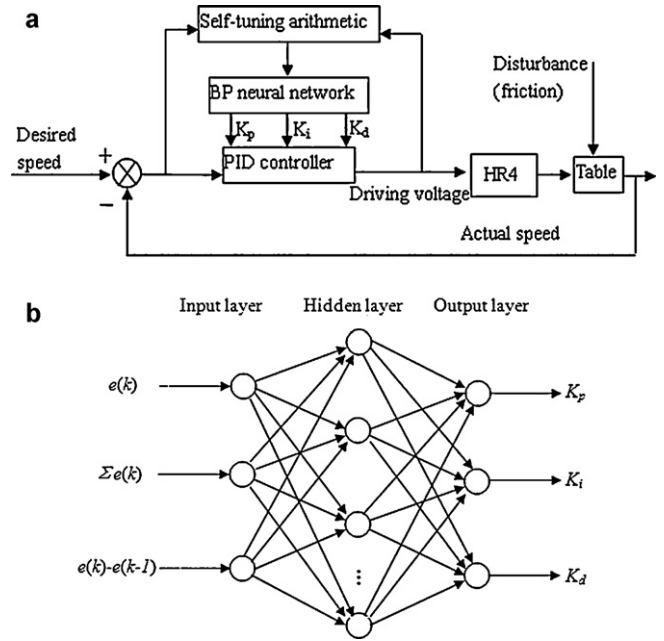 a
Self-tuning arithmetic
BP neural network
Kp Ki Kd
PID controller
Desired
speed
+
−
Driving voltage
HR4
Disturbance
(friction)
Table
Actual speed
b
Input layer Hidden layer Output layer
e(k)
Σe(k)
e(k)-e(k-1)
...
Kp
Ki
Kd